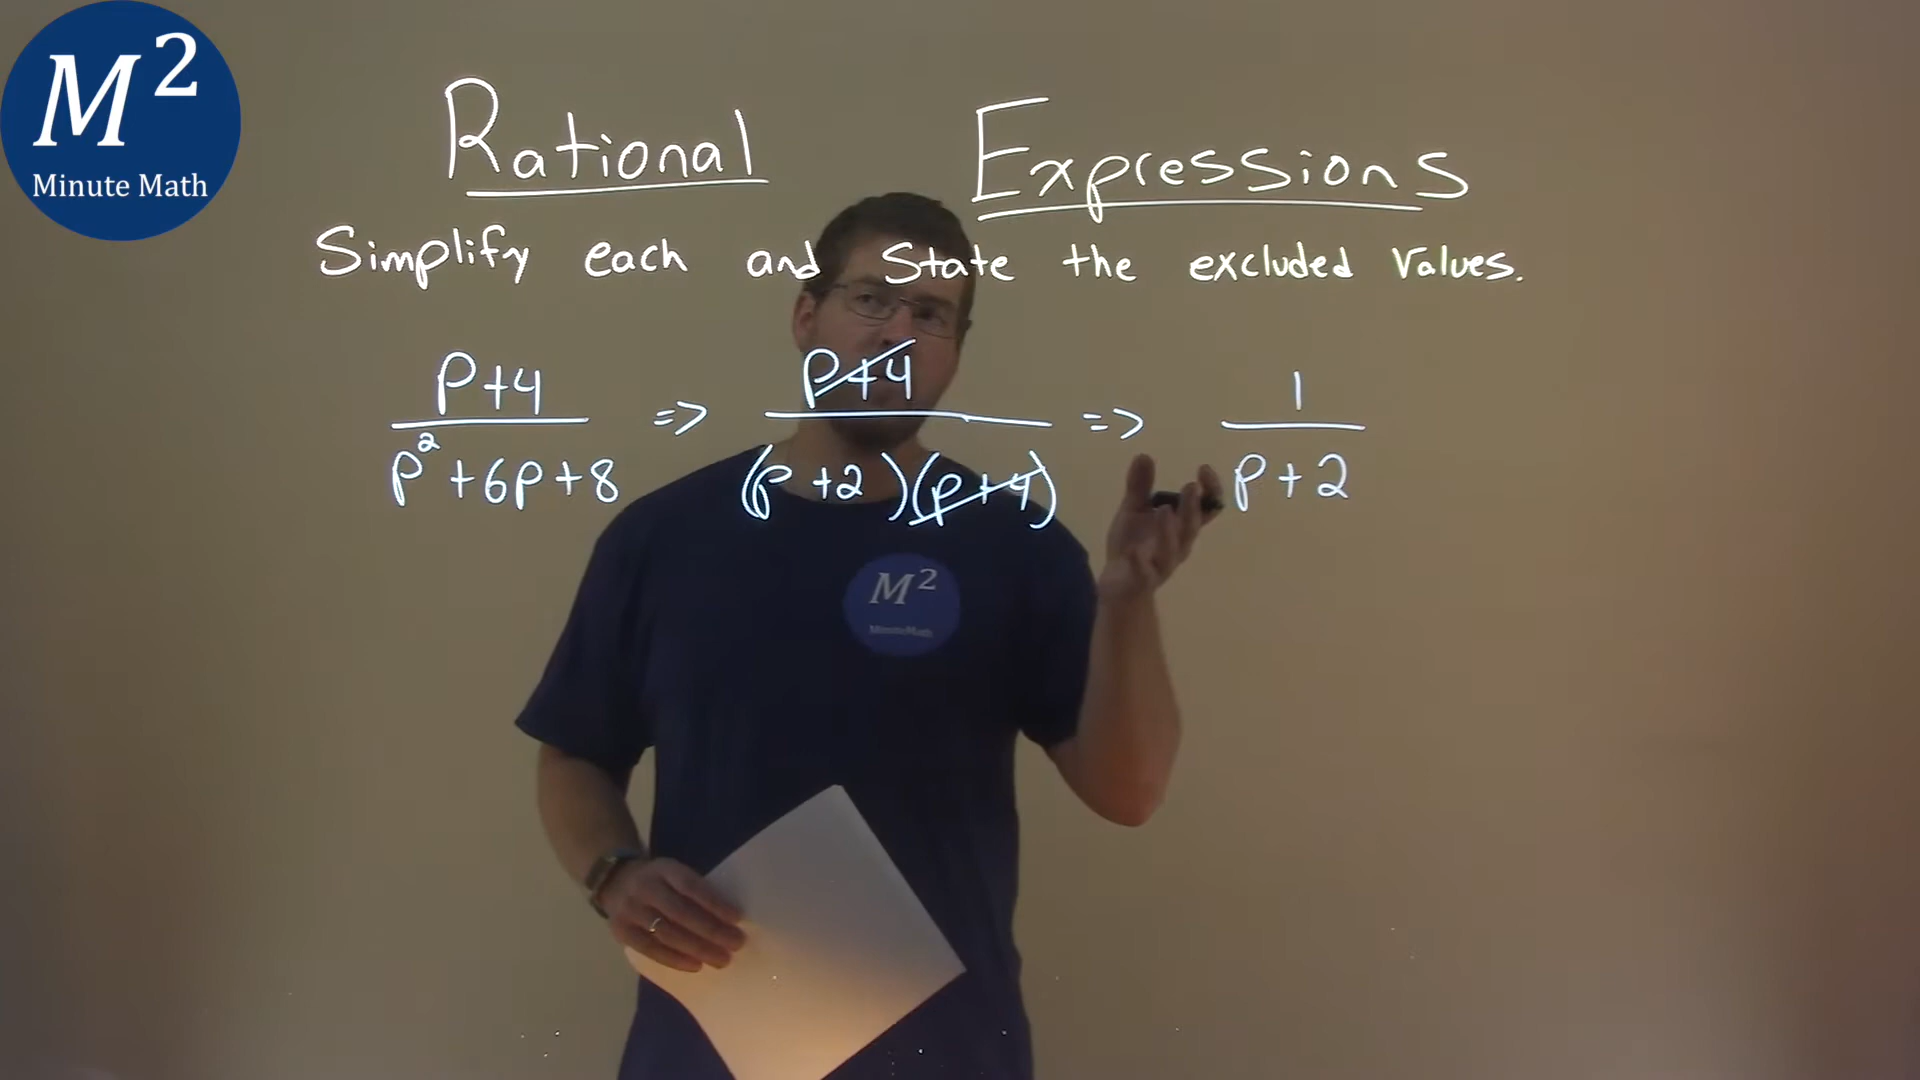 M²
Minute Math
Rational Expressions
Simplify each and State the excluded values.
p+4 / p²+6p+8 => p+4 / (p+2)(p+4) => 1 / p+2
M²
MinuteMath